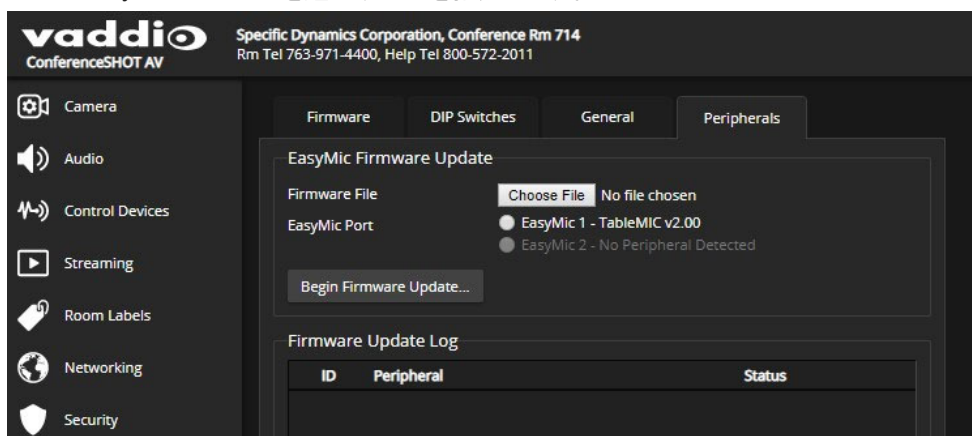 vaddio
ConferenceSHOT AV
Specific Dynamics Corporation, Conference Rm 714
Rm Tel 763-971-4400, Help Tel 800-572-2011
Camera
Audio
Control Devices
Streaming
Room Labels
Networking
Security
Firmware DIP Switches General Peripherals
EasyMic Firmware Update
Firmware File Choose File No file chosen
EasyMic Port EasyMic 1 - TableMIC v2.00
EasyMic 2 - No Peripheral Detected
Begin Firmware Update...
Firmware Update Log
ID Peripheral Status